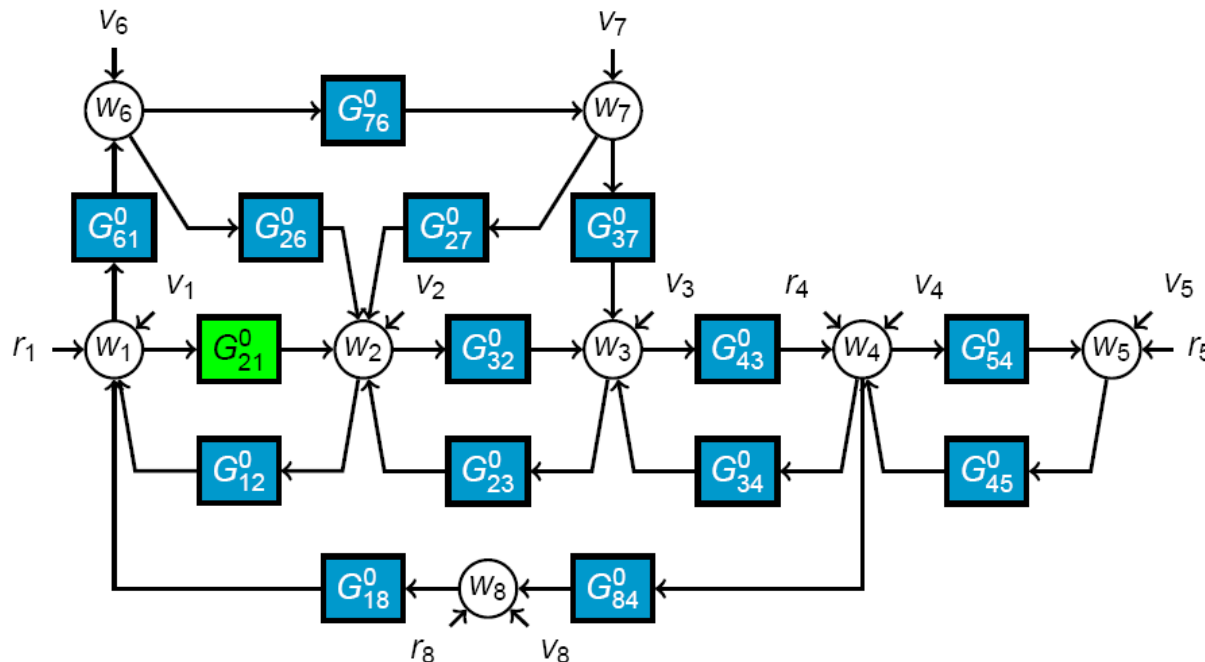 v₆ v₇
w₆ G⁰₇₆ w₇
G⁰₆₁ G⁰₂₆ G⁰₂₇ G⁰₃₇
v₁ v₂ v₃ r₄ v₄ v₅
r₁ w₁ G⁰₂₁ w₂ G⁰₃₂ w₃ G⁰₄₃ w₄ G⁰₅₄ w₅ r₅
G⁰₁₂ G⁰₂₃ G⁰₃₄ G⁰₄₅
G⁰₁₈ w₈ G⁰₈₄
r₈ v₈